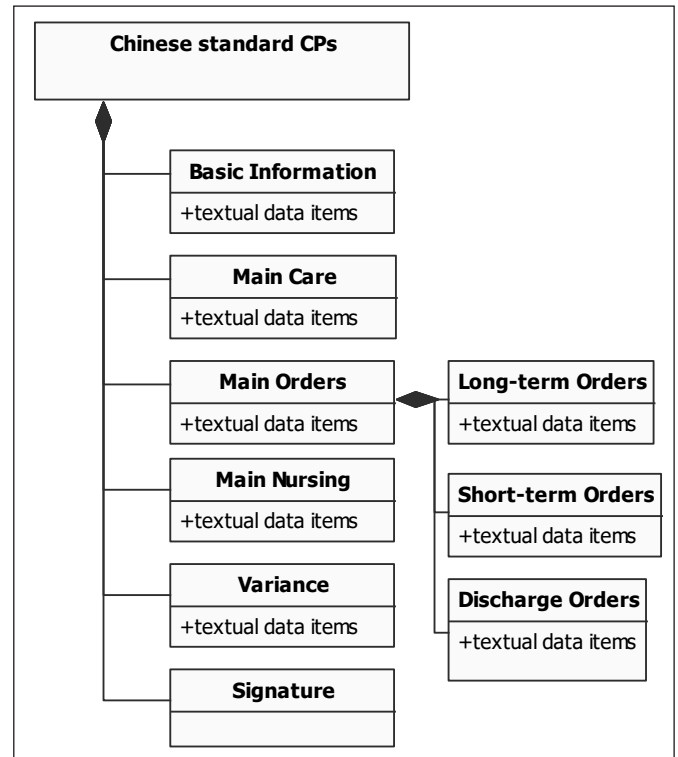 Chinese standard CPs
Basic Information
+textual data items
Main Care
+textual data items
Main Orders
+textual data items
Long-term Orders
+textual data items
Main Nursing
+textual data items
Short-term Orders
+textual data items
Variance
+textual data items
Discharge Orders
+textual data items
Signature